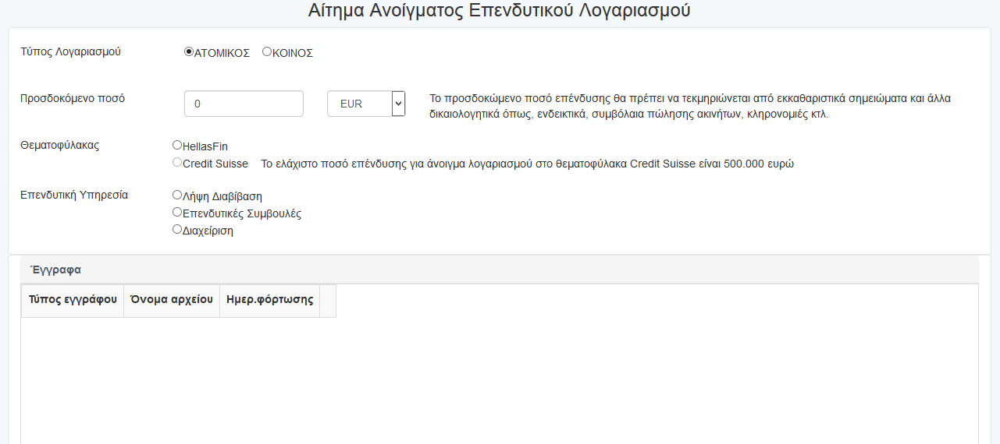 Αίτημα Ανοίγματος Επενδυτικού Λογαριασμού
Τύπος Λογαριασμού ΑΤΟΜΙΚΟΣ ΚΟΙΝΟΣ
Προσδοκόμενο ποσό 0 EUR Το προσδοκώμενο ποσό επένδυσης θα πρέπει να τεκμηριώνεται από εκκαθαριστικά σημειώματα και άλλα
δικαιολογητικά όπως, ενδεικτικά, συμβόλαια πώλησης ακινήτων, κληρονομιές κτλ.
Θεματοφύλακας HellasFin
Credit Suisse Το ελάχιστο ποσό επένδυσης για άνοιγμα λογαριασμού στο θεματοφύλακα Credit Suisse είναι 500.000 ευρώ
Επενδυτική Υπηρεσία Λήψη Διαβίβαση
Επενδυτικές Συμβουλές
Διαχείριση
Έγγραφα
Τύπος εγγράφου Όνομα αρχείου Ημερ.φόρτωσης